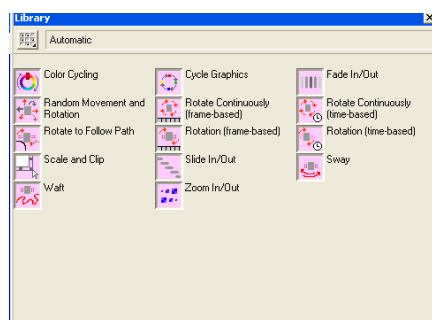 Library
Automatic
Color Cycling
Cycle Graphics
Fade In/Out
Random Movement and
Rotation
Rotate Continuously
(frame-based)
Rotate Continuously
(time-based)
Rotate to Follow Path
Rotation (frame-based)
Rotation (time-based)
Scale and Clip
Slide In/Out
Sway
Waft
Zoom In/Out